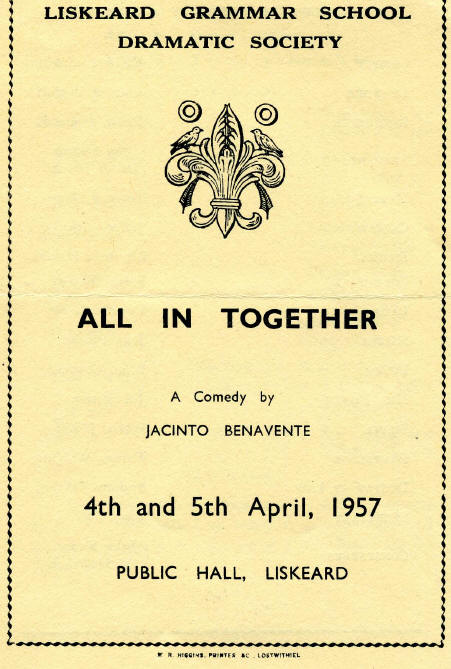 LISKEARD GRAMMAR SCHOOL
DRAMATIC SOCIETY
ALL IN TOGETHER
A Comedy by
JACINTO BENAVENTE
4th and 5th April, 1957
PUBLIC HALL, LISKEARD
W. R. HIGGINS, PRINTER &C., LOSTWITHIEL